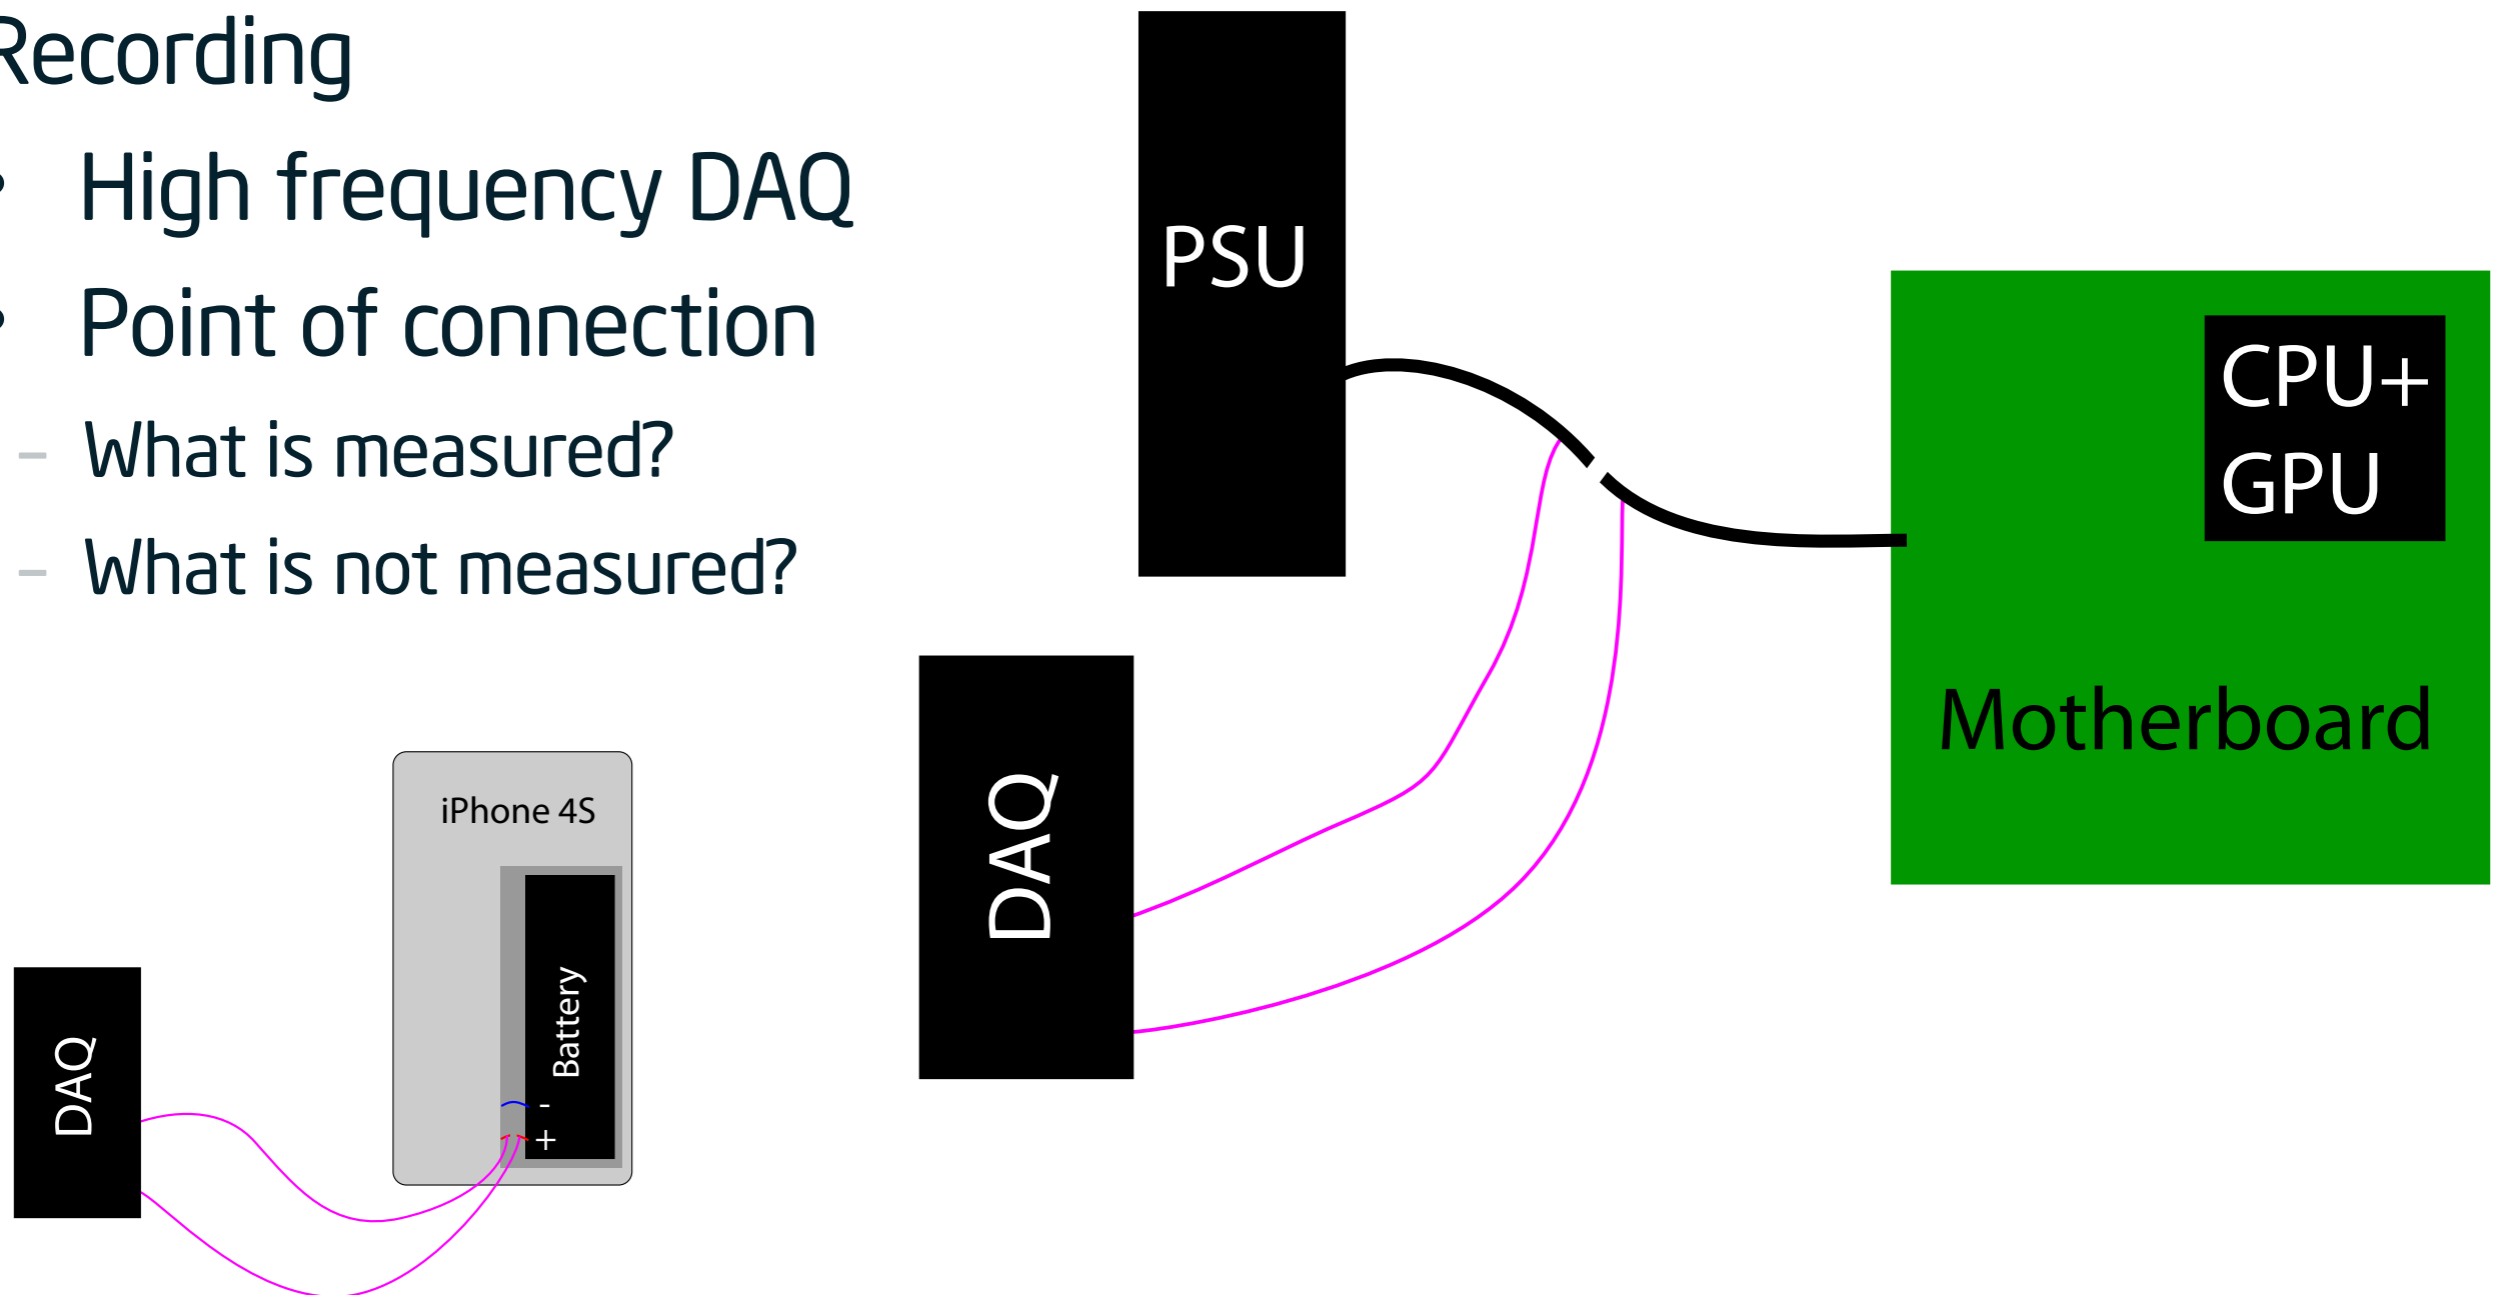 Recording
• High frequency DAQ
• Point of connection
– What is measured?
– What is not measured?
PSU
CPU+
GPU
Motherboard
DAQ
iPhone 4S
Battery
-
+
DAQ